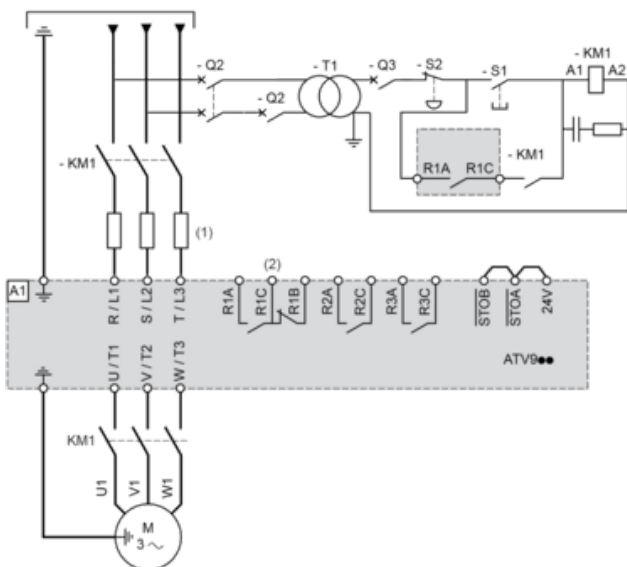 - Q2
- T1
- Q3
- S2
- S1
- KM1
A1
A2
- Q2
- KM1
R1A
R1C
- KM1
(1)
(2)
A1
R / L1
S / L2
T / L3
R1A
R1C
R1B
R2A
R2C
R3A
R3C
STOB
STOA
24V
ATV9●●
U / T1
V / T2
W / T3
KM1
U1
V1
W1
M
3 ~